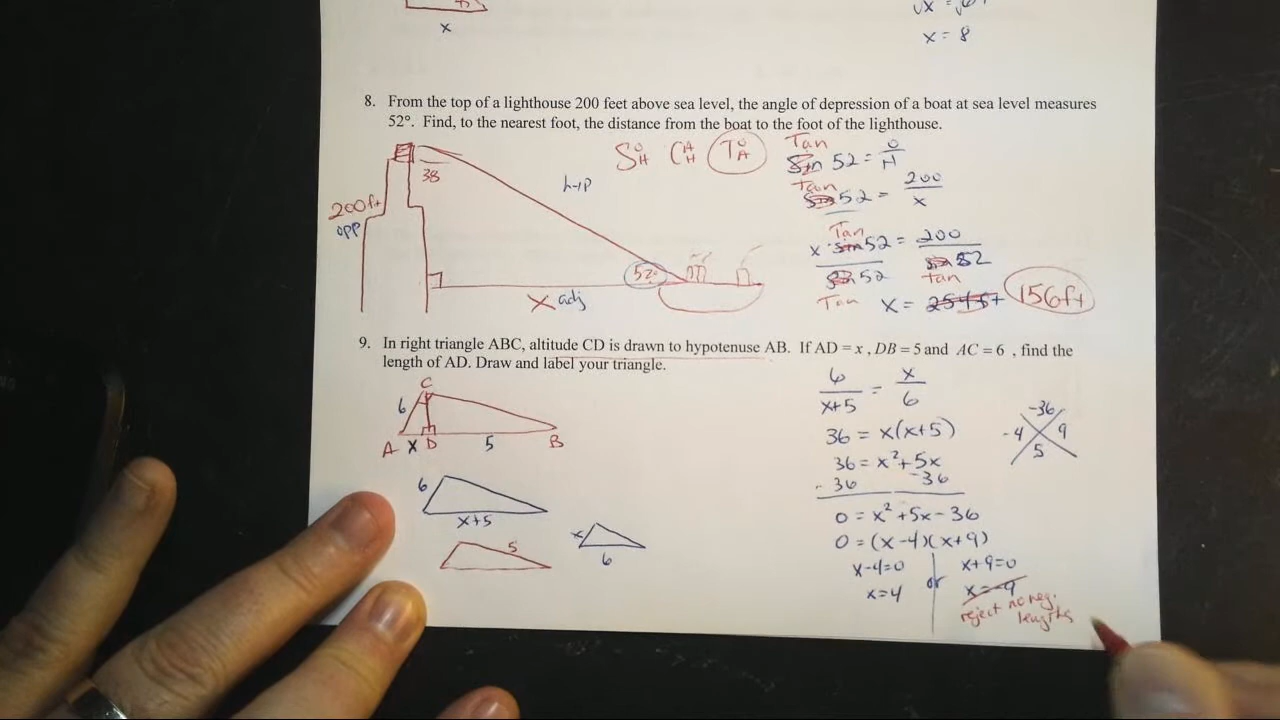 x
√x = √64
x = 8
8. From the top of a lighthouse 200 feet above sea level, the angle of depression of a boat at sea level measures
52°. Find, to the nearest foot, the distance from the boat to the foot of the lighthouse.
SOH CAH TOA
38
hyp
200ft
opp
52°
x adj
Tan
Sin 52 = O/H
Tan
Sin 52 = 200/x
Tan
x · Sin 52 = 200
Sin 52 Sin 52
Tan tan
x = 254ft 156ft
9. In right triangle ABC, altitude CD is drawn to hypotenuse AB. If AD = x, DB = 5 and AC = 6, find the
length of AD. Draw and label your triangle.
C
6
A x D 5 B
6
x+5
5
x
6
6/x+5 = x/6
36 = x(x+5)
36 = x² + 5x
- 36 -36
0 = x² + 5x - 36
0 = (x-4)(x+9)
x-4=0 or x+9=0
x=4 x=-9
reject no neg.
lengths
-36
-4 9
5